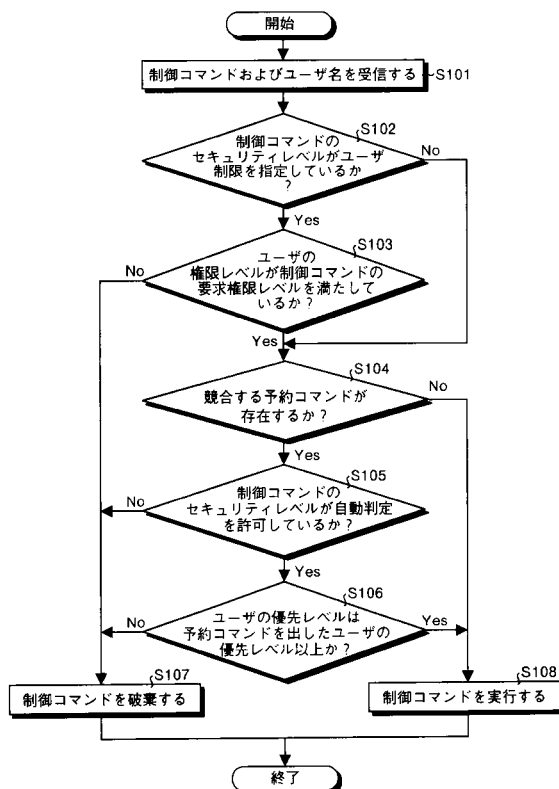 開始
制御コマンドおよびユーザ名を受信する
S101
S102
制御コマンドの
セキュリティレベルがユーザ
制限を指定しているか
?
No
Yes
S103
ユーザの
権限レベルが制御コマンドの
要求権限レベルを満たして
いるか?
No
Yes
S104
競合する予約コマンドが
存在するか?
No
Yes
S105
制御コマンドの
セキュリティレベルが自動判定
を許可しているか?
No
Yes
S106
ユーザの優先レベルは
予約コマンドを出したユーザの
優先レベル以上か?
No
Yes
S107
制御コマンドを破棄する
S108
制御コマンドを実行する
終了